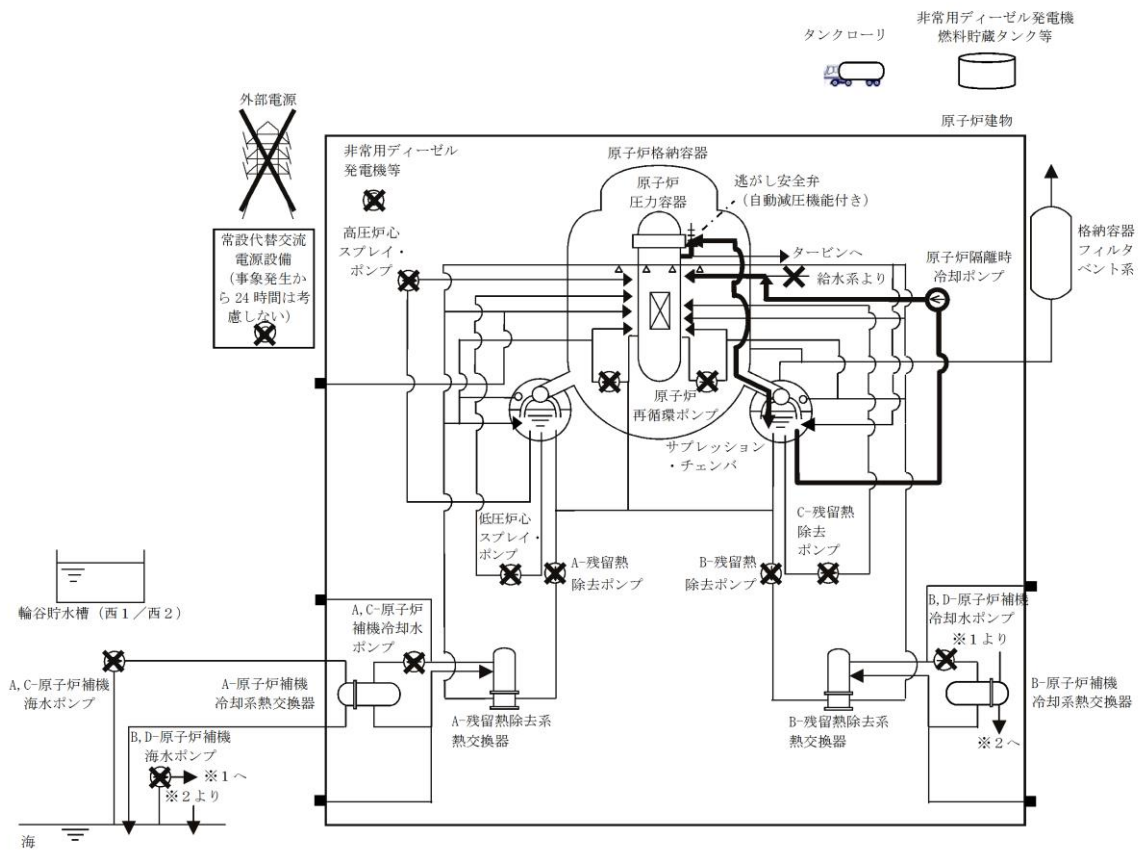 タンクローリ
非常用ディーゼル発電機
燃料貯蔵タンク等
外部電源
原子炉建物
非常用ディーゼル
発電機等
原子炉格納容器
原子炉
圧力容器
逃がし安全弁
(自動減圧機能付き)
常設代替交流
電源設備
(事象発生か
ら24時間は考
慮しない)
高圧炉心
スプレイ・
ポンプ
タービンへ
給水系より
原子炉隔離時
冷却ポンプ
格納容器
フィルタ
ベント系
原子炉
再循環ポンプ
サプレッション
・チェンバ
低圧炉心
スプレイ・
ポンプ
A-残留熱
除去ポンプ
B-残留熱
除去ポンプ
C-残留熱
除去
ポンプ
輪谷貯水槽(西1/西2)
A,C-原子炉
補機冷却水
ポンプ
B,D-原子炉補機
冷却水ポンプ
※1より
A,C-原子炉補機
海水ポンプ
A-原子炉補機
冷却系熱交換器
A-残留熱除去系
熱交換器
B-残留熱除去系
熱交換器
B-原子炉補機
冷却系熱交換器
※2へ
B,D-原子炉補機
海水ポンプ
※1へ
※2より
海